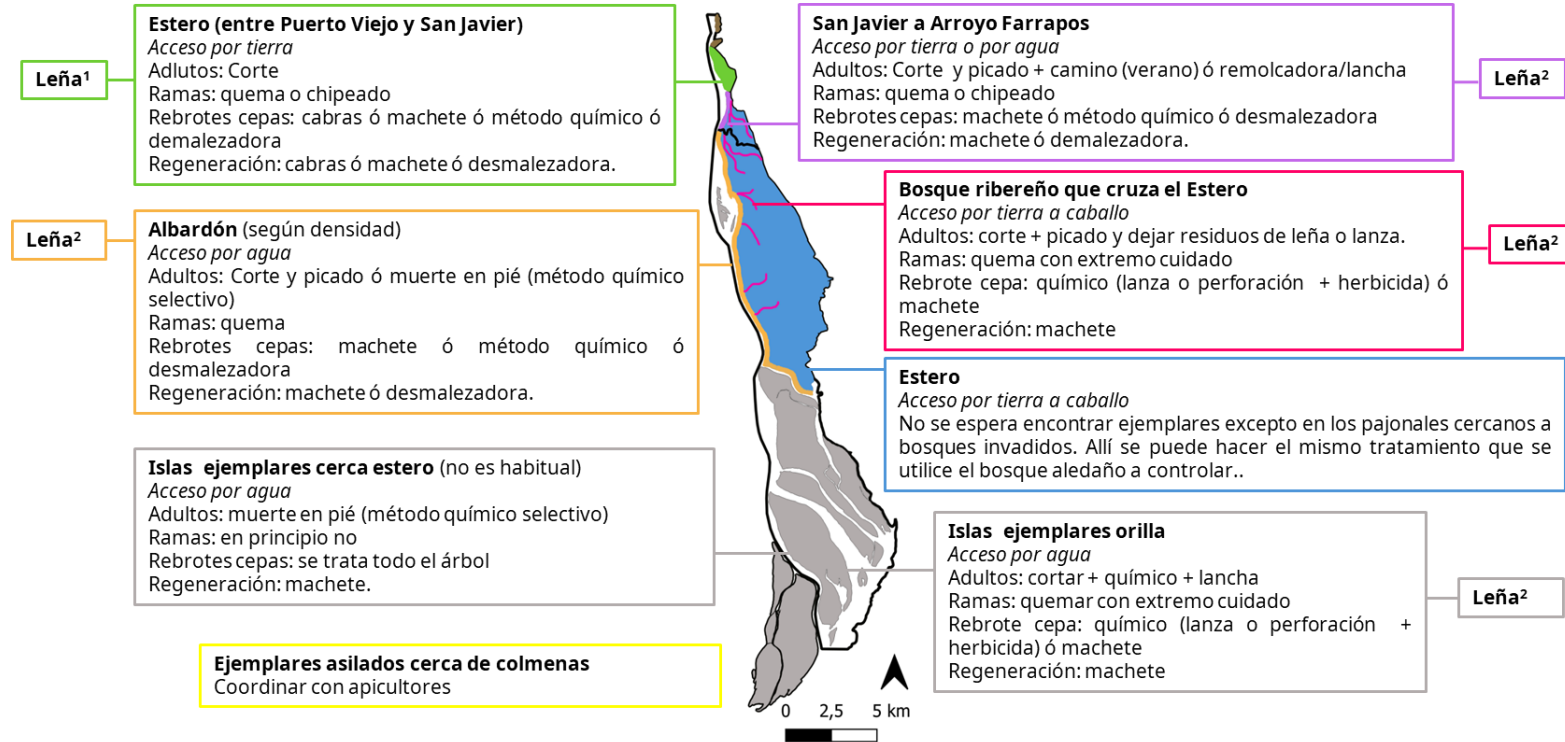 Estero (entre Puerto Viejo y San Javier)
Acceso por tierra
Adlutos: Corte
Ramas: quema o chipeado
Rebrotes cepas: cabras ó machete ó método químico ó
demalezadora
Regeneración: cabras ó machete ó desmalezadora.
Leña¹
San Javier a Arroyo Farrapos
Acceso por tierra o por agua
Adultos: Corte y picado + camino (verano) ó remolcadora/lancha
Ramas: quema o chipeado
Rebrotes cepas: machete ó método químico ó desmalezadora
Regeneración: machete ó demalezadora.
Leña²
Albardón (según densidad)
Acceso por agua
Adultos: Corte y picado ó muerte en pié (método químico
selectivo)
Ramas: quema
Rebrotes cepas: machete ó método químico ó
desmalezadora
Regeneración: machete ó desmalezadora.
Leña²
Bosque ribereño que cruza el Estero
Acceso por tierra a caballo
Adultos: corte + picado y dejar residuos de leña o lanza.
Ramas: quema con extremo cuidado
Rebrote cepa: químico (lanza o perforación + herbicida) ó
machete
Regeneración: machete
Leña²
Estero
Acceso por tierra a caballo
No se espera encontrar ejemplares excepto en los pajonales cercanos a
bosques invadidos. Allí se puede hacer el mismo tratamiento que se
utilice el bosque aledaño a controlar..
Islas ejemplares cerca estero (no es habitual)
Acceso por agua
Adultos: muerte en pié (método químico selectivo)
Ramas: en principio no
Rebrotes cepas: se trata todo el árbol
Regeneración: machete.
Islas ejemplares orilla
Acceso por agua
Adultos: cortar + químico + lancha
Ramas: quemar con extremo cuidado
Rebrote cepa: químico (lanza o perforación +
herbicida) ó machete
Regeneración: machete
Leña²
Ejemplares asilados cerca de colmenas
Coordinar con apicultores
0 2,5 5 km